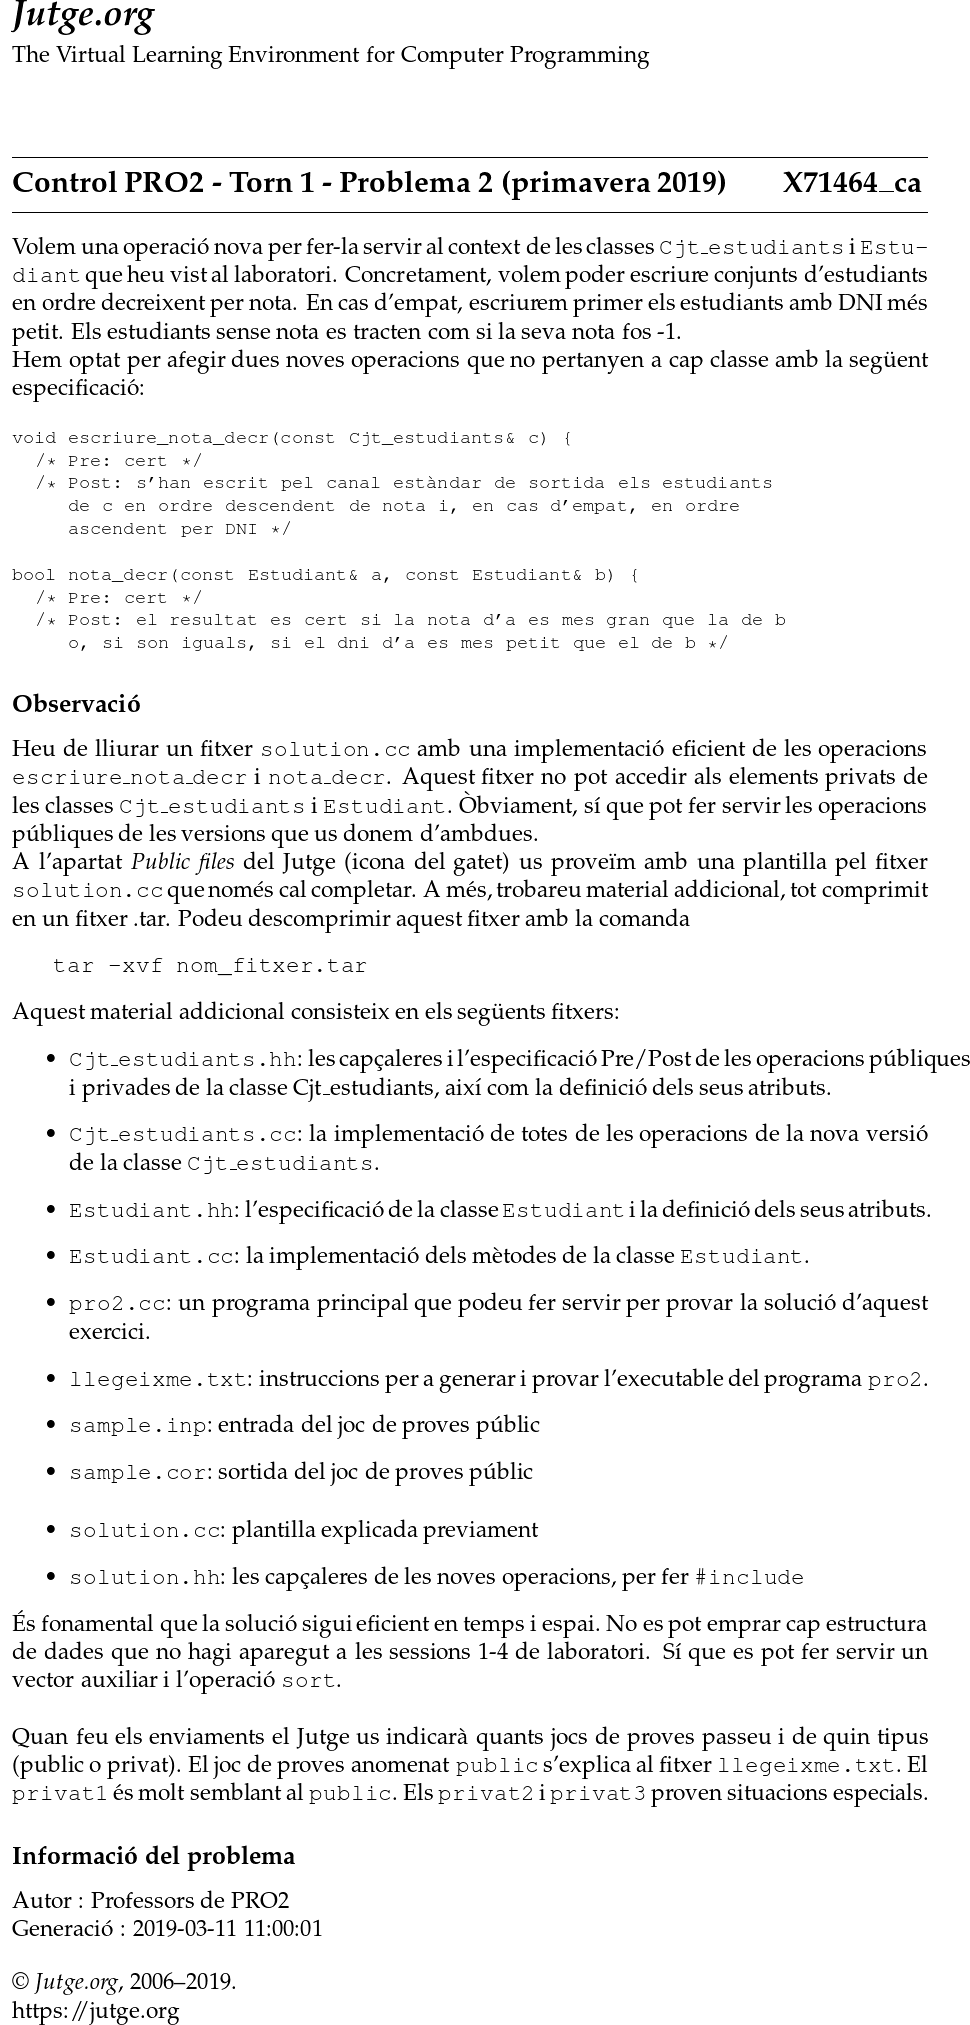 Jutge.org
The Virtual Learning Environment for Computer Programming
Control PRO2 - Torn 1 - Problema 2 (primavera 2019) X71464_ca
Volem una operació nova per fer-la servir al context de les classes Cjt_estudiants i Estu-
diant que heu vist al laboratori. Concretament, volem poder escriure conjunts d'estudiants
en ordre decreixent per nota. En cas d'empat, escriurem primer els estudiants amb DNI més
petit. Els estudiants sense nota es tracten com si la seva nota fos -1.
Hem optat per afegir dues noves operacions que no pertanyen a cap classe amb la següent
especificació:
void escriure_nota_decr(const Cjt_estudiants& c) {
/* Pre: cert */
/* Post: s'han escrit pel canal estàndar de sortida els estudiants
de c en ordre descendent de nota i, en cas d'empat, en ordre
ascendent per DNI */
bool nota_decr(const Estudiant& a, const Estudiant& b) {
/* Pre: cert */
/* Post: el resultat es cert si la nota d'a es mes gran que la de b
o, si son iguals, si el dni d'a es mes petit que el de b */
Observació
Heu de lliurar un fitxer solution.cc amb una implementació eficient de les operacions
escriure_nota_decr i nota_decr. Aquest fitxer no pot accedir als elements privats de
les classes Cjt_estudiants i Estudiant. Òbviament, sí que pot fer servir les operacions
públiques de les versions que us donem d'ambdues.
A l'apartat Public files del Jutge (icona del gatet) us proveïm amb una plantilla pel fitxer
solution.cc que només cal completar. A més, trobareu material addicional, tot comprimit
en un fitxer .tar. Podeu descomprimir aquest fitxer amb la comanda
tar -xvf nom_fitxer.tar
Aquest material addicional consisteix en els següents fitxers:
• Cjt_estudiants.hh: les capçaleres i l'especificació Pre/Post de les operacions públiques
i privades de la classe Cjt_estudiants, així com la definició dels seus atributs.
• Cjt_estudiants.cc: la implementació de totes de les operacions de la nova versió
de la classe Cjt_estudiants.
• Estudiant.hh: l'especificació de la classe Estudiant i la definició dels seus atributs.
• Estudiant.cc: la implementació dels mètodes de la classe Estudiant.
• pro2.cc: un programa principal que podeu fer servir per provar la solució d'aquest
exercici.
• llegeixme.txt: instruccions per a generar i provar l'executable del programa pro2.
• sample.inp: entrada del joc de proves públic
• sample.cor: sortida del joc de proves públic
• solution.cc: plantilla explicada previament
• solution.hh: les capçaleres de les noves operacions, per fer #include
És fonamental que la solució sigui eficient en temps i espai. No es pot emprar cap estructura
de dades que no hagi aparegut a les sessions 1-4 de laboratori. Sí que es pot fer servir un
vector auxiliar i l'operació sort.
Quan feu els enviaments el Jutge us indicarà quants jocs de proves passeu i de quin tipus
(public o privat). El joc de proves anomenat public s'explica al fitxer llegeixme.txt. El
privat1 és molt semblant al public. Els privat2 i privat3 proven situacions especials.
Informació del problema
Autor : Professors de PRO2
Generació : 2019-03-11 11:00:01
© Jutge.org, 2006–2019.
https://jutge.org